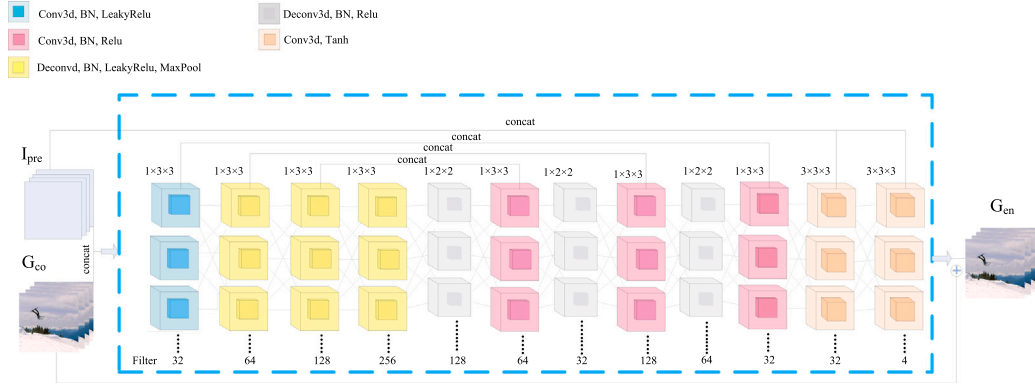 Conv3d, BN, LeakyRelu
Deconv3d, BN, Relu
Conv3d, BN, Relu
Conv3d, Tanh
Deconvd, BN, LeakyRelu, MaxPool
concat
concat
concat
concat
I_pre
1×3×3 1×3×3 1×3×3 1×3×3 1×2×2 1×3×3 1×2×2 1×3×3 1×2×2 1×3×3 3×3×3 3×3×3
G_en
concat
G_co
Filter 32 64 128 256 128 64 32 128 64 32 32 4